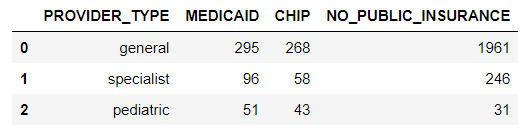 PROVIDER_TYPE MEDICAID CHIP NO_PUBLIC_INSURANCE
0 general 295 268 1961
1 specialist 96 58 246
2 pediatric 51 43 31